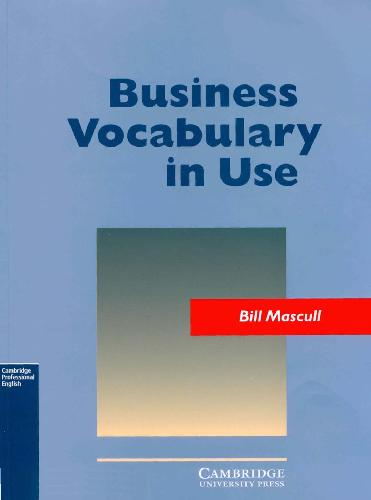 Business
Vocabulary
in Use
Bill Mascull
Cambridge
Professional
English
CAMBRIDGE
UNIVERSITY PRESS